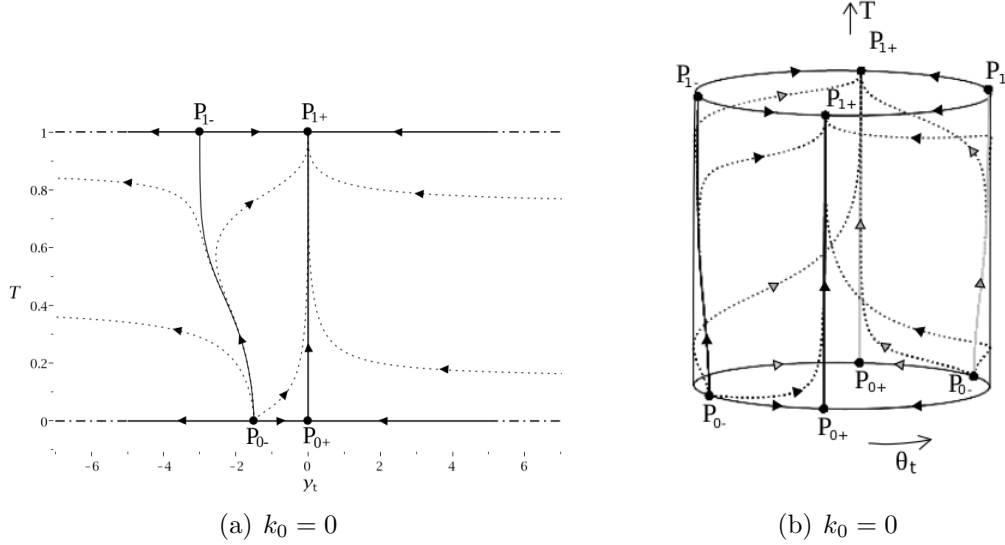 T
P1+
P1-
P1
P1+
P1-
P1+
1
0.8
0.6
T
0.4
0.2
0
P0-
P0+
P0-
P0+
P0-
P0+
-6
-4
-2
0
2
4
6
yt
θt
(a) k0 = 0
(b) k0 = 0